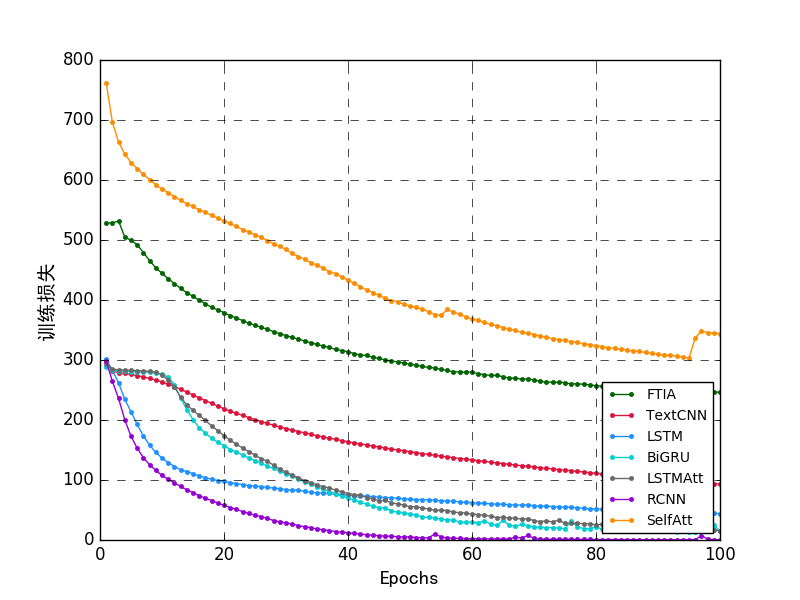 800
700
600
500
400
300
200
100
0
训练损失
0 20 40 60 80 100
Epochs
FTIA
TextCNN
LSTM
BiGRU
LSTMAtt
RCNN
SelfAtt